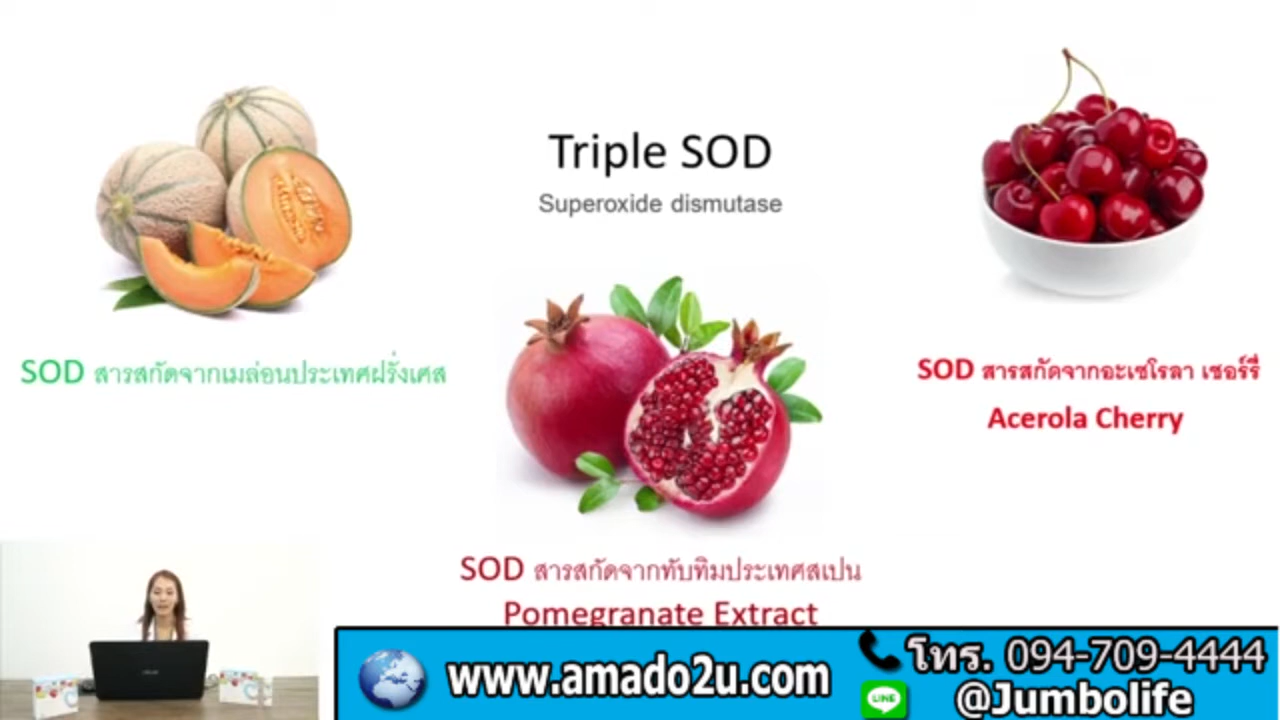 Triple SOD
Superoxide dismutase
SOD สารสกัดจากเมล่อนประเทศฝรั่งเศส
SOD สารสกัดจากอะเซโรลา เชอร์รี่
Acerola Cherry
SOD สารสกัดจากทับทิมประเทศสเปน
Pomegranate Extract
www.amado2u.com
โทร. 094-709-4444
LINE
@Jumbolife